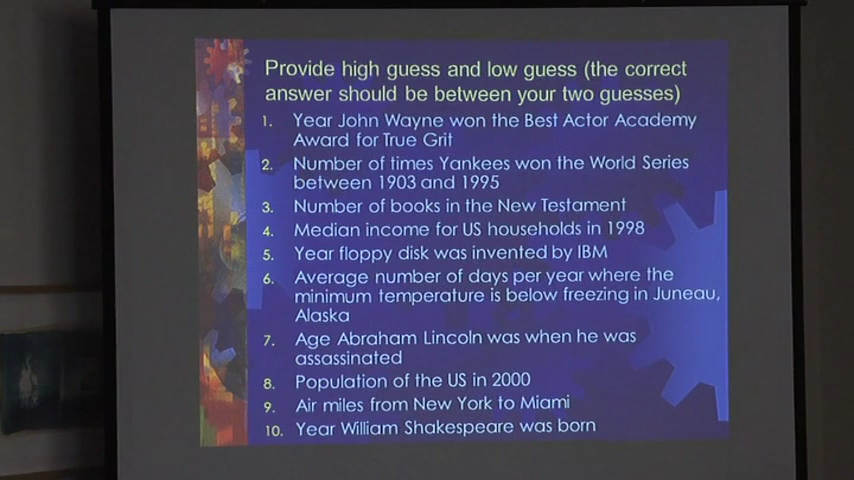 Provide high guess and low guess (the correct
answer should be between your two guesses)
1. Year John Wayne won the Best Actor Academy
Award for True Grit
2. Number of times Yankees won the World Series
between 1903 and 1995
3. Number of books in the New Testament
4. Median income for US households in 1998
5. Year floppy disk was invented by IBM
6. Average number of days per year where the
minimum temperature is below freezing in Juneau,
Alaska
7. Age Abraham Lincoln was when he was
assassinated
8. Population of the US in 2000
9. Air miles from New York to Miami
10. Year William Shakespeare was born